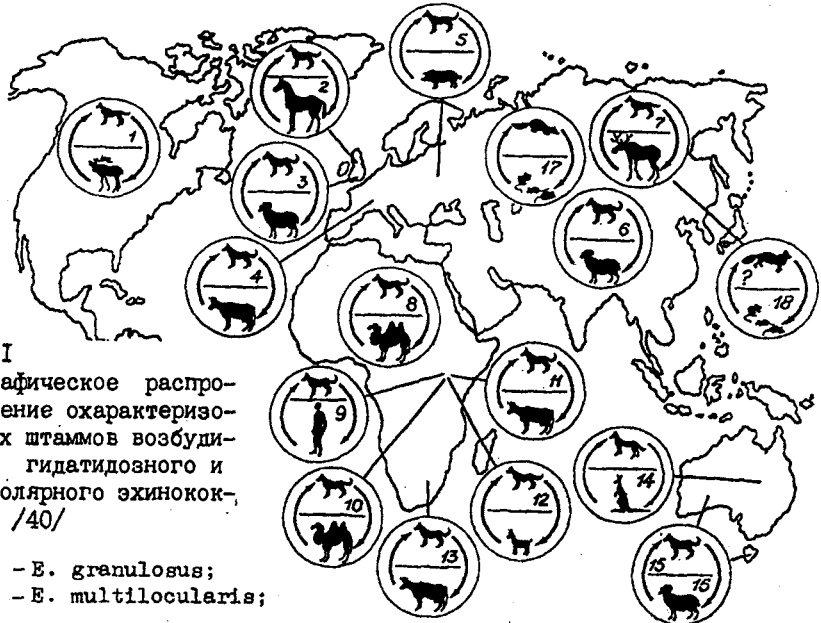 1
2
3
4
5
6
7
8
9
10
11
12
13
14
15
16
17
? 18
I
афическое распро-
ение охарактеризо-
х штаммов возбуди-
гидатидозного и
олярного эхинокок-
/40/
- E. granulosus;
- E. multilocularis;